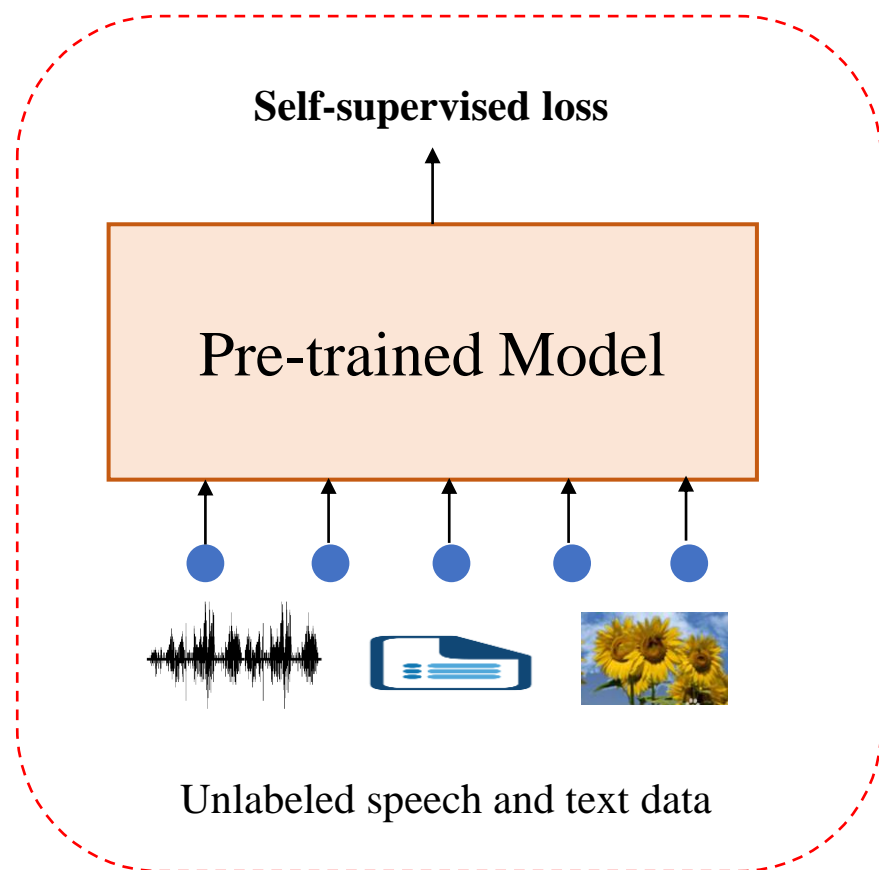 Self-supervised loss
Pre-trained Model
Unlabeled speech and text data